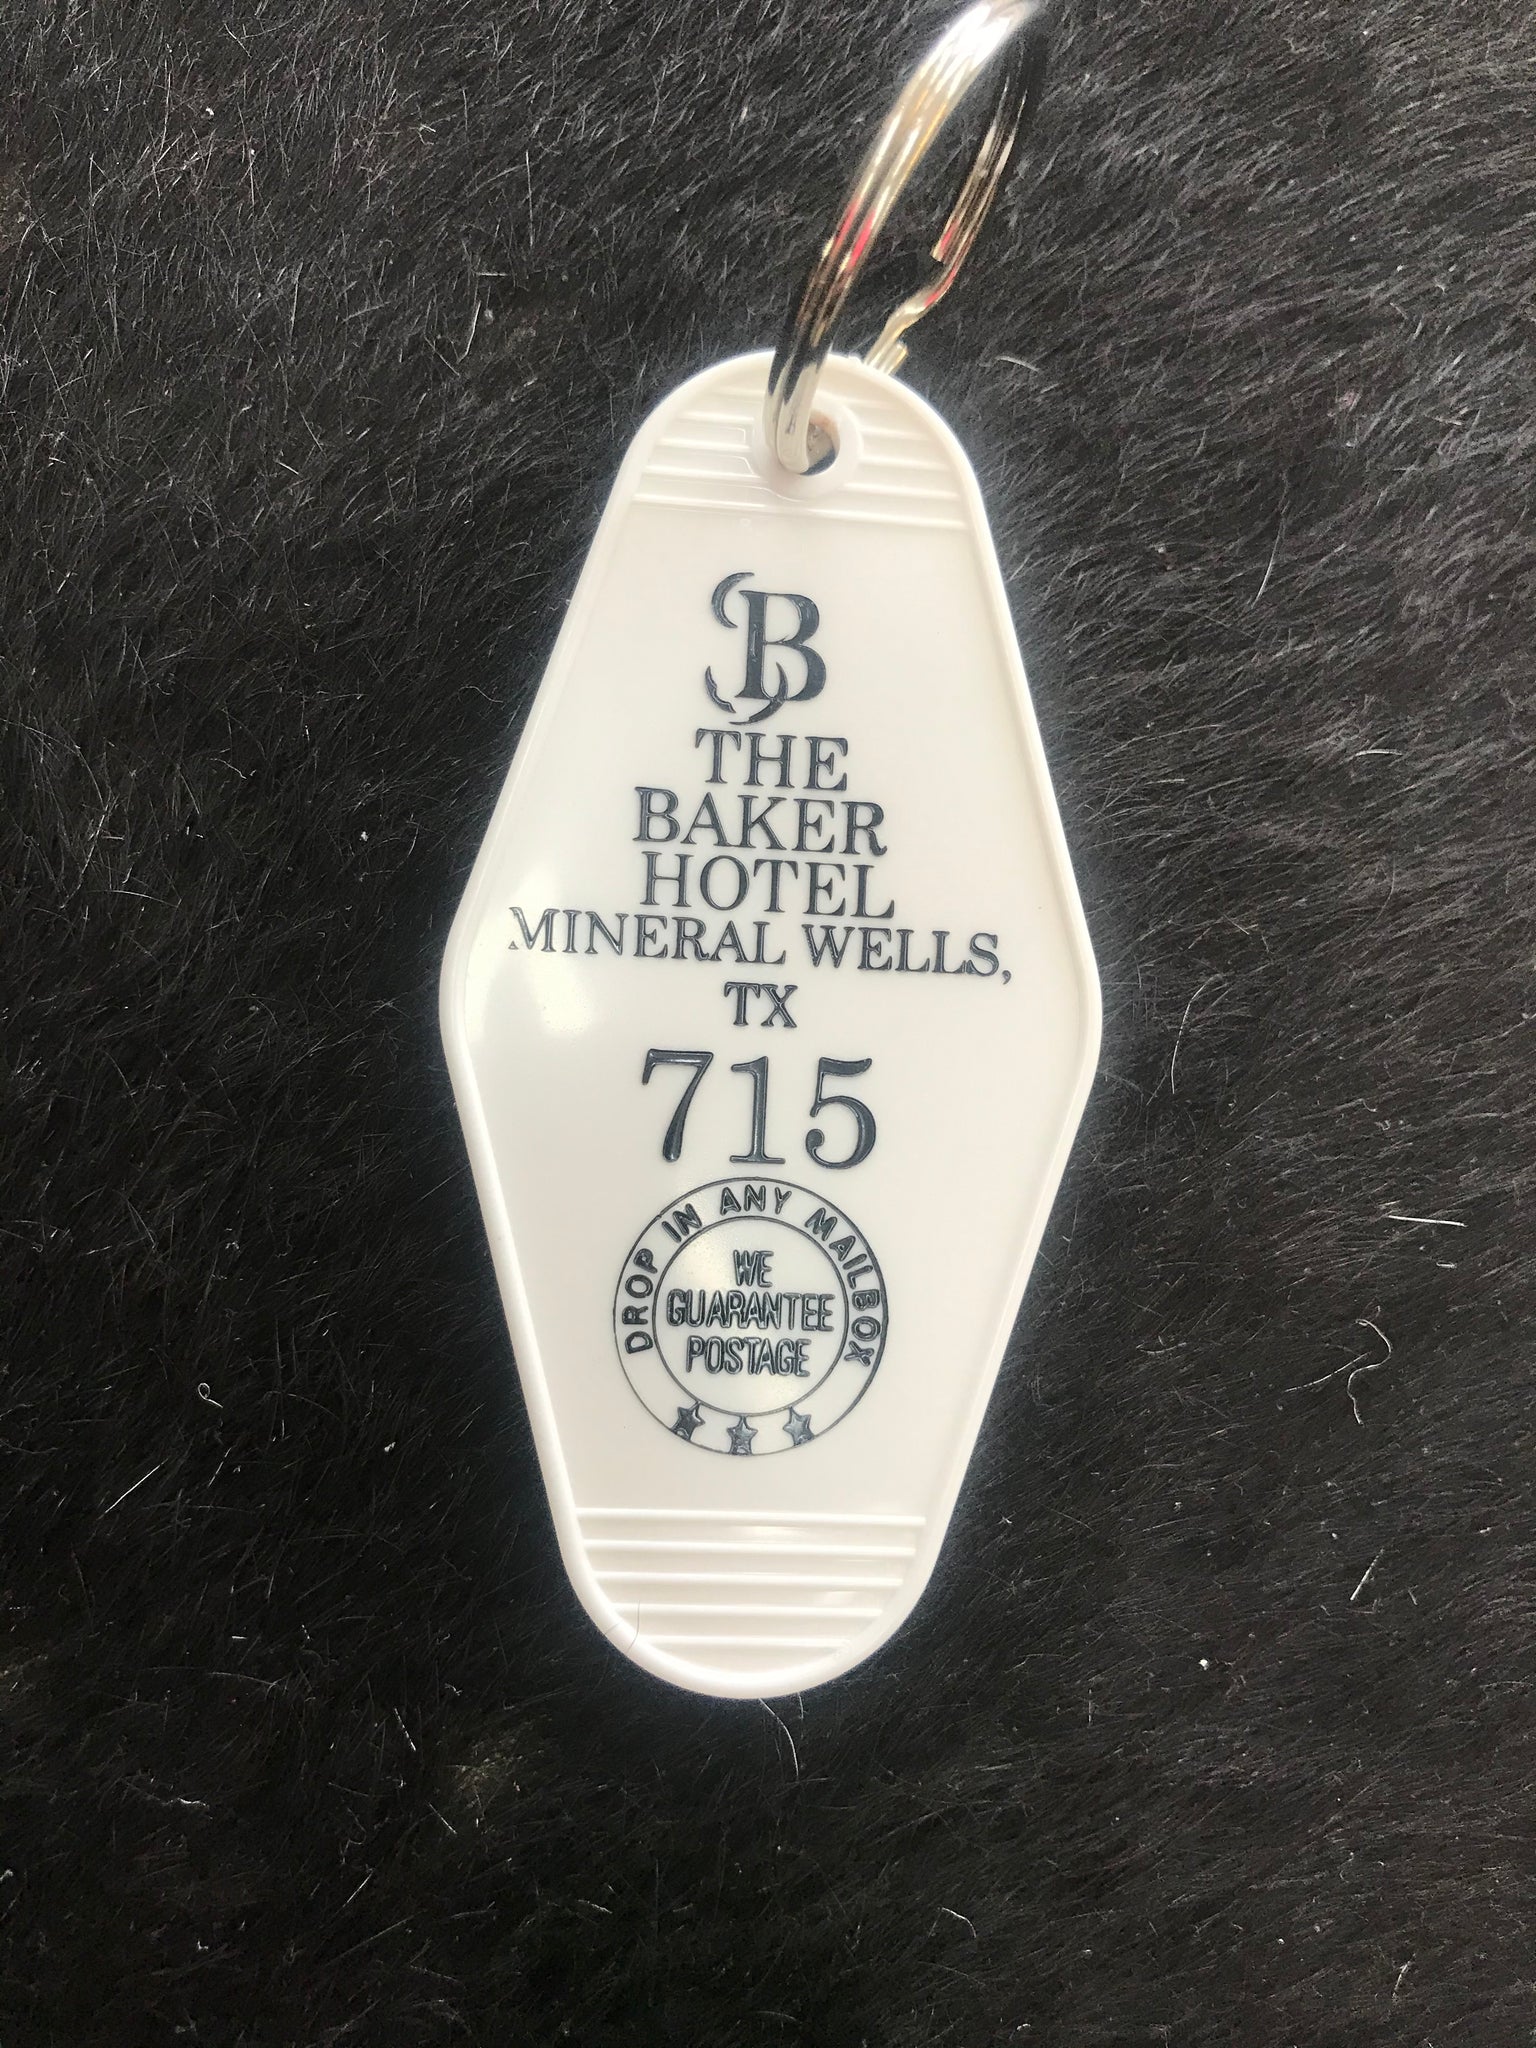 B
THE
BAKER
HOTEL
MINERAL WELLS,
TX
715
DROP IN ANY MAILBOX
WE
GUARANTEE
POSTAGE